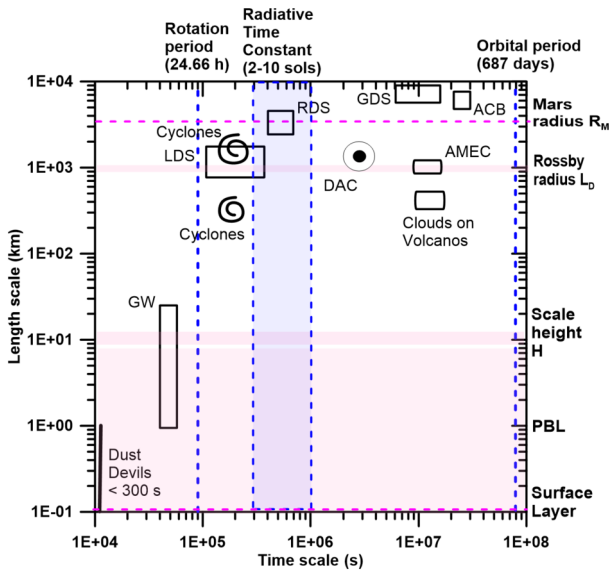 Rotation
period
(24.66 h)
Radiative
Time
Constant
(2-10 sols)
Orbital period
(687 days)
1E+04
1E+03
1E+02
1E+01
1E+00
1E-01
Length scale (km)
GDS
ACB
RDS
Cyclones
LDS
AMEC
DAC
Cyclones
Clouds on
Volcanos
GW
Dust
Devils
< 300 s
Mars
radius RM
Rossby
radius LD
Scale
height
H
PBL
Surface
Layer
1E+04
1E+05
1E+06
1E+07
1E+08
Time scale (s)